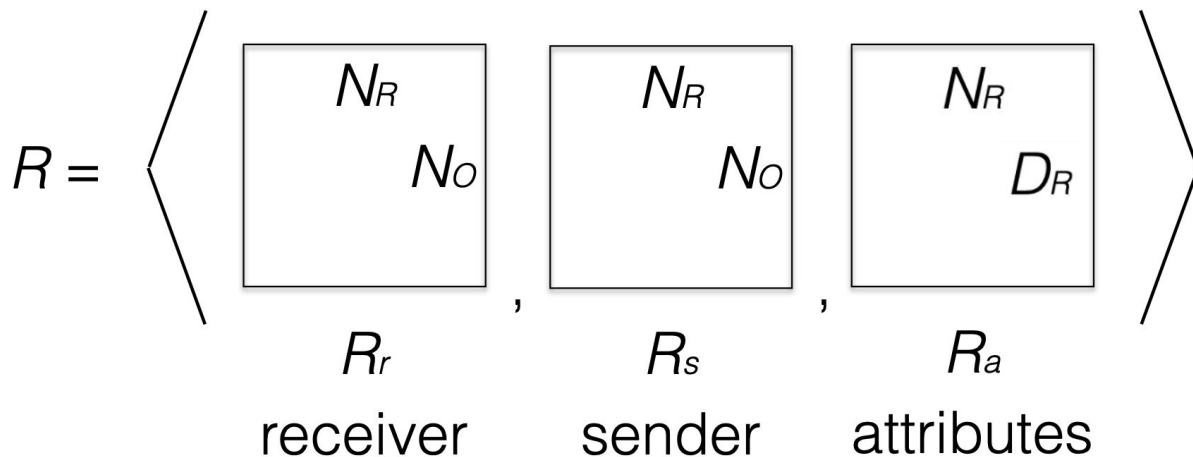 N_R N_R N_R
R = ⟨ N_O , N_O , D_R ⟩
R_r R_s R_a
receiver sender attributes